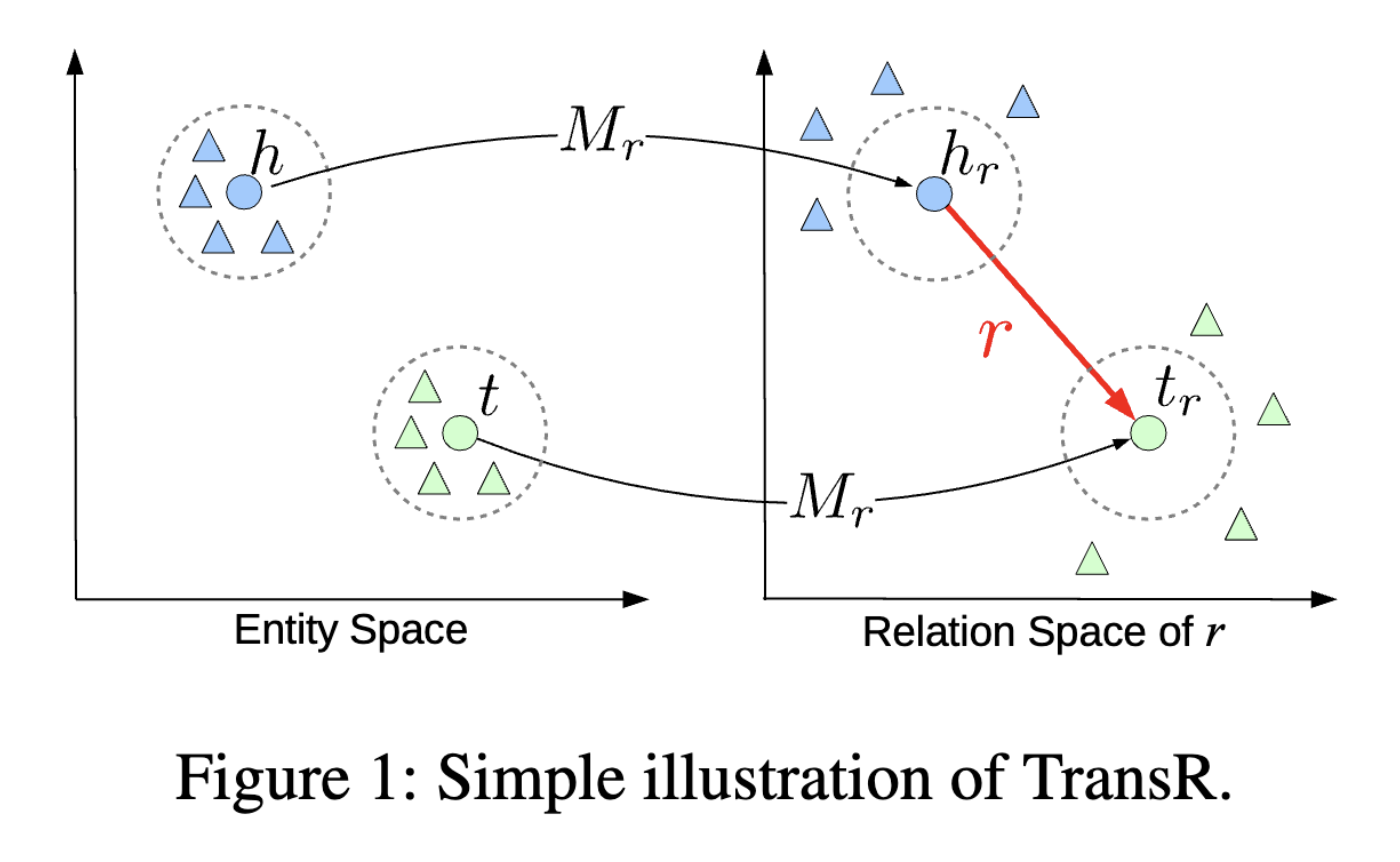 h
M_r
h_r
r
t
t_r
M_r
Entity Space
Relation Space of r
Figure 1: Simple illustration of TransR.